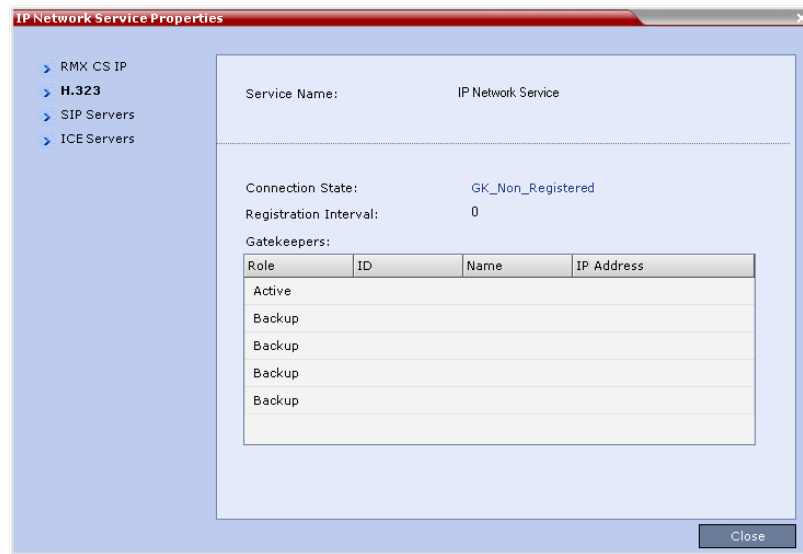 IP Network Service Properties
RMX CS IP
H.323
SIP Servers
ICE Servers
Service Name: IP Network Service
Connection State: GK_Non_Registered
Registration Interval: 0
Gatekeepers:
Role ID Name IP Address
Active
Backup
Backup
Backup
Backup
Close